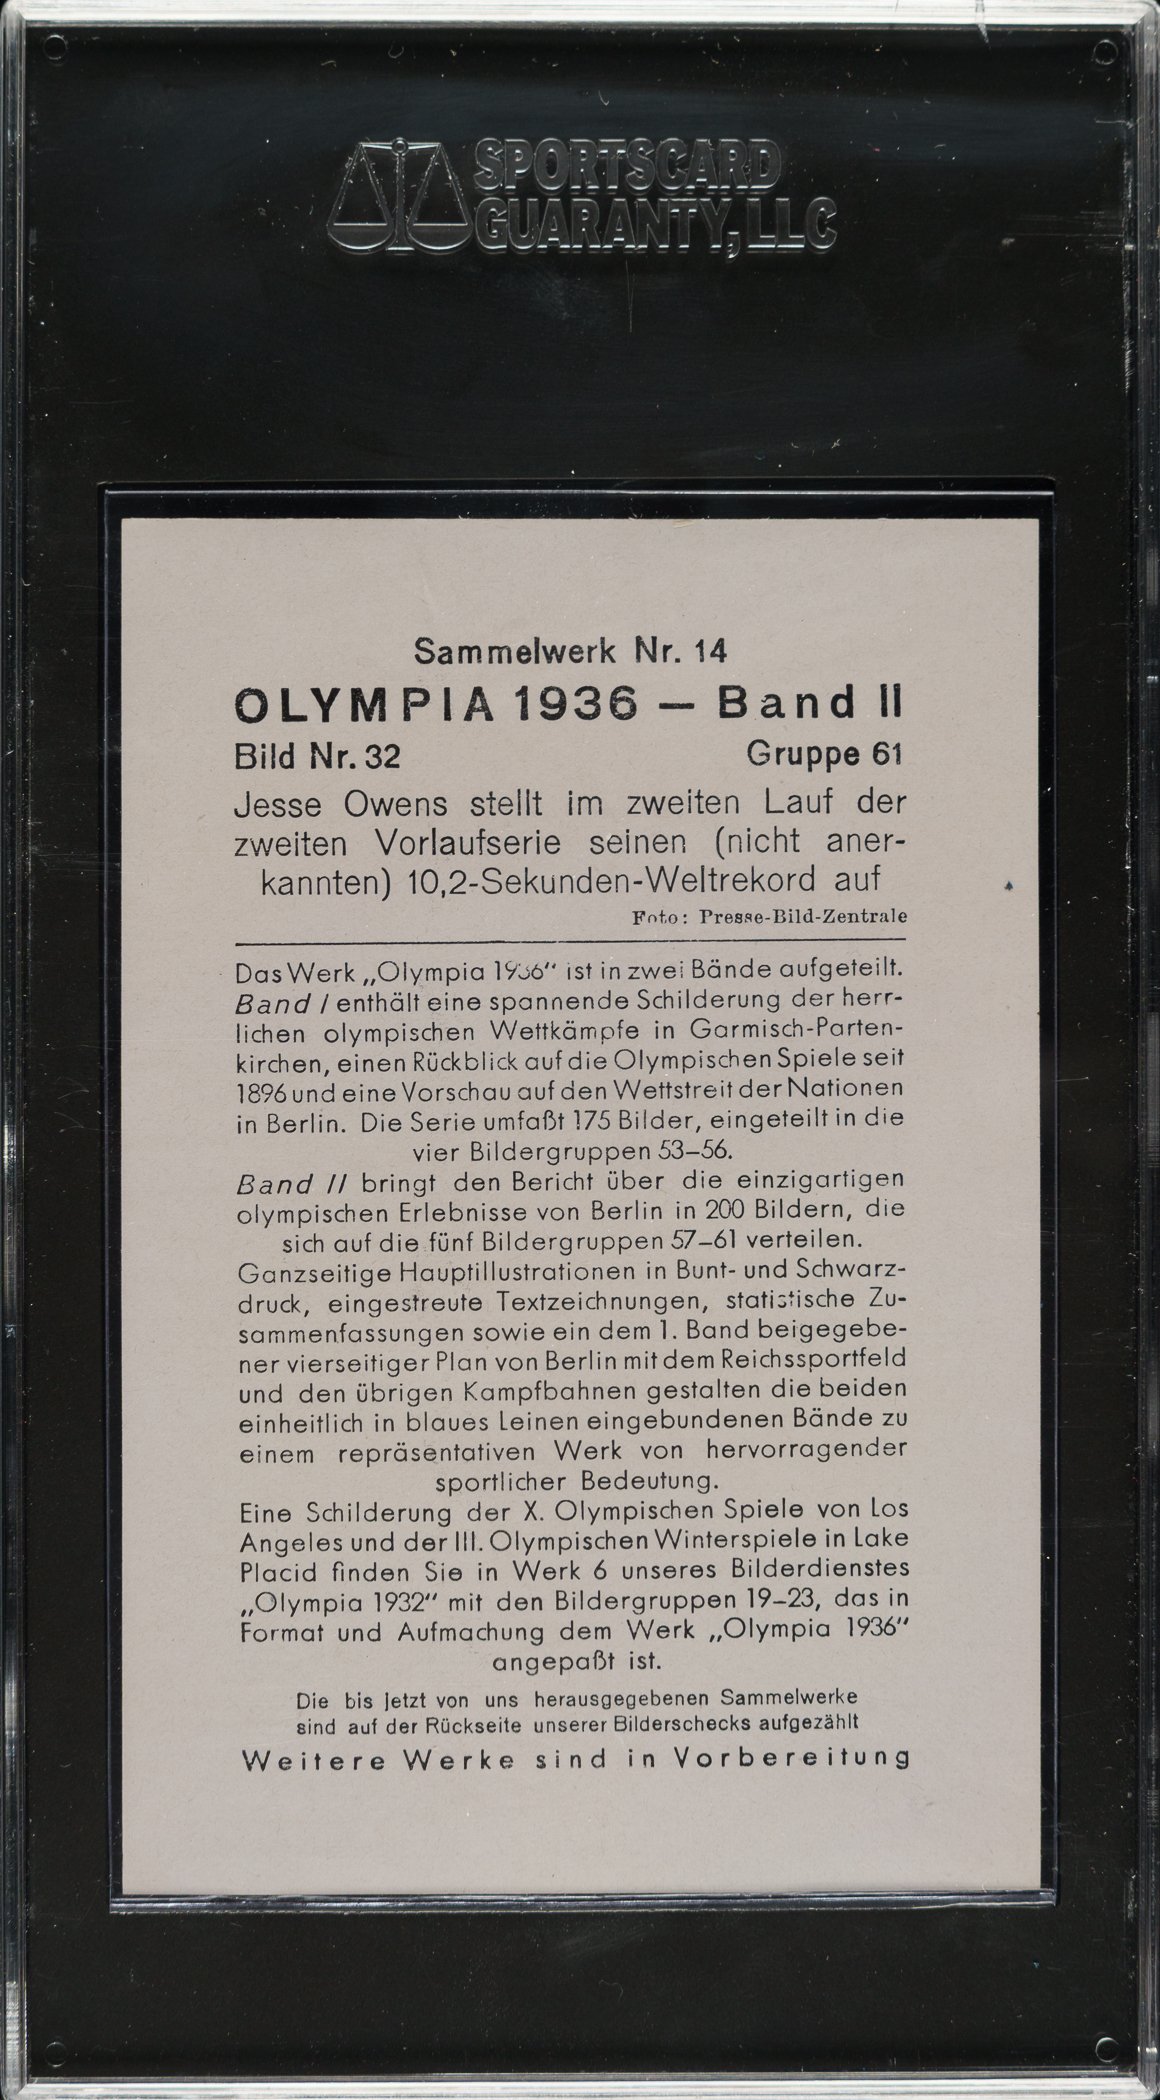 SPORTSCARD
GUARANTY, LLC
Sammelwerk Nr. 14
OLYMPIA 1936 — Band II
Bild Nr. 32 Gruppe 61
Jesse Owens stellt im zweiten Lauf der
zweiten Vorlaufserie seinen (nicht aner-
kannten) 10,2-Sekunden-Weltrekord auf
Foto: Presse-Bild-Zentrale
Das Werk „Olympia 1936“ ist in zwei Bände aufgeteilt.
Band I enthält eine spannende Schilderung der herr-
lichen olympischen Wettkämpfe in Garmisch-Parten-
kirchen, einen Rückblick auf die Olympischen Spiele seit
1896 und eine Vorschau auf den Wettstreit der Nationen
in Berlin. Die Serie umfaßt 175 Bilder, eingeteilt in die
vier Bildergruppen 53–56.
Band II bringt den Bericht über die einzigartigen
olympischen Erlebnisse von Berlin in 200 Bildern, die
sich auf die fünf Bildergruppen 57–61 verteilen.
Ganzseitige Hauptillustrationen in Bunt- und Schwarz-
druck, eingestreute Textzeichnungen, statistische Zu-
sammenfassungen sowie ein dem 1. Band beigegebe-
ner vierseitiger Plan von Berlin mit dem Reichssportfeld
und den übrigen Kampfbahnen gestalten die beiden
einheitlich in blaues Leinen eingebundenen Bände zu
einem repräsentativen Werk von hervorragender
sportlicher Bedeutung.
Eine Schilderung der X. Olympischen Spiele von Los
Angeles und der III. Olympischen Winterspiele in Lake
Placid finden Sie in Werk 6 unseres Bilderdienstes
„Olympia 1932“ mit den Bildergruppen 19–23, das in
Format und Aufmachung dem Werk „Olympia 1936“
angepaßt ist.
Die bis jetzt von uns herausgegebenen Sammelwerke
sind auf der Rückseite unserer Bilderschecks aufgezählt
Weitere Werke sind in Vorbereitung